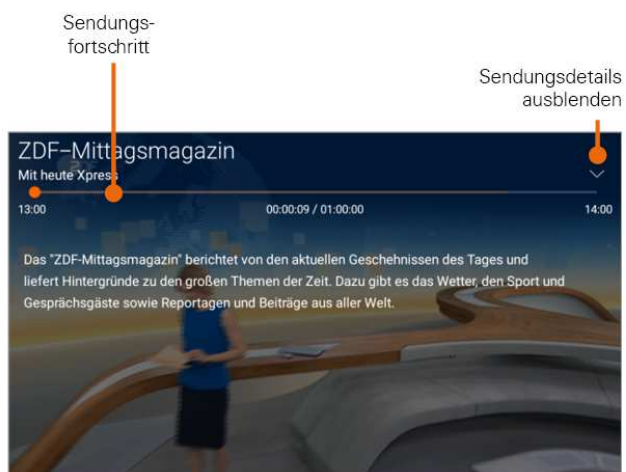 Sendungs-
fortschritt
Sendungsdetails
ausblenden
ZDF–Mittagsmagazin
Mit heute Xpress
13:00 00:00:09 / 01:00:00 14:00
Das "ZDF-Mittagsmagazin" berichtet von den aktuellen Geschehnissen des Tages und
liefert Hintergründe zu den großen Themen der Zeit. Dazu gibt es das Wetter, den Sport und
Gesprächsgäste sowie Reportagen und Beiträge aus aller Welt.